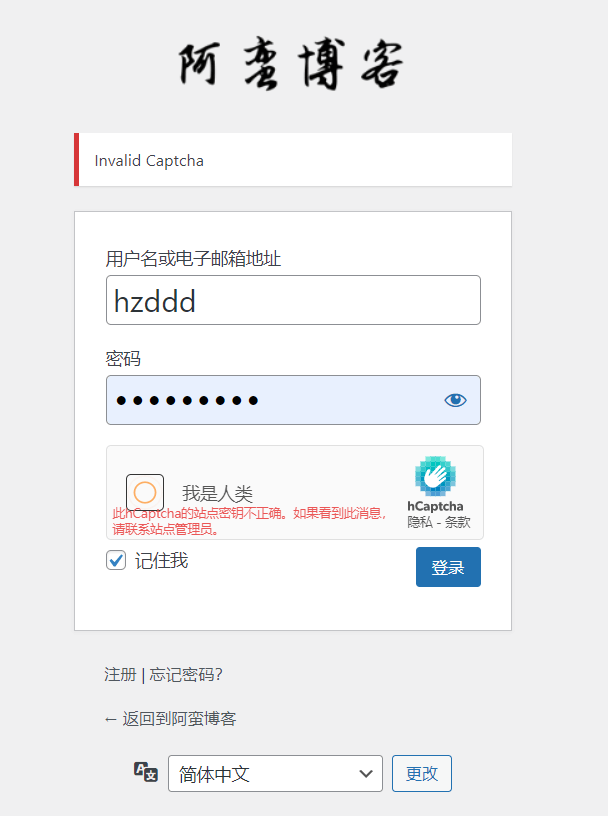 阿蛮博客
Invalid Captcha
用户名或电子邮箱地址
hzddd
密码
我是人类
hCaptcha
隐私 - 条款
此hCaptcha的站点密钥不正确。如果看到此消息，
请联系站点管理员。
记住我
登录
注册 | 忘记密码？
← 返回到阿蛮博客
简体中文
更改